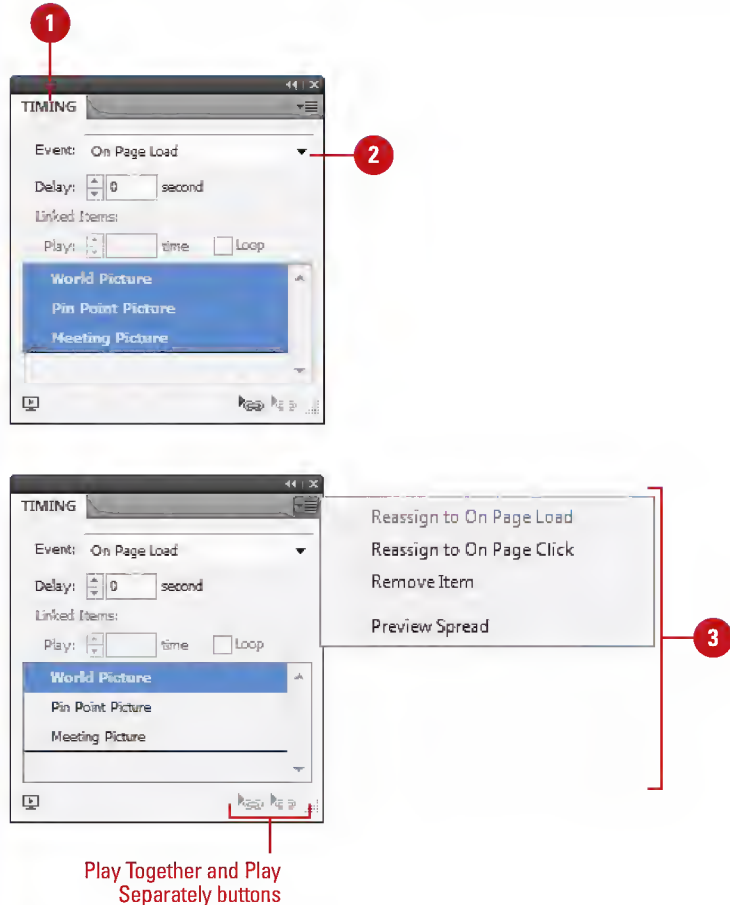 1
TIMING
Event: On Page Load
2
Delay: 0 second
Linked Items:
Play: time Loop
World Picture
Pin Point Picture
Meeting Picture
TIMING
Reassign to On Page Load
Event: On Page Load
Reassign to On Page Click
Delay: 0 second
Remove Item
Linked Items:
Preview Spread
Play: time Loop
3
World Picture
Pin Point Picture
Meeting Picture
Play Together and Play
Separately buttons